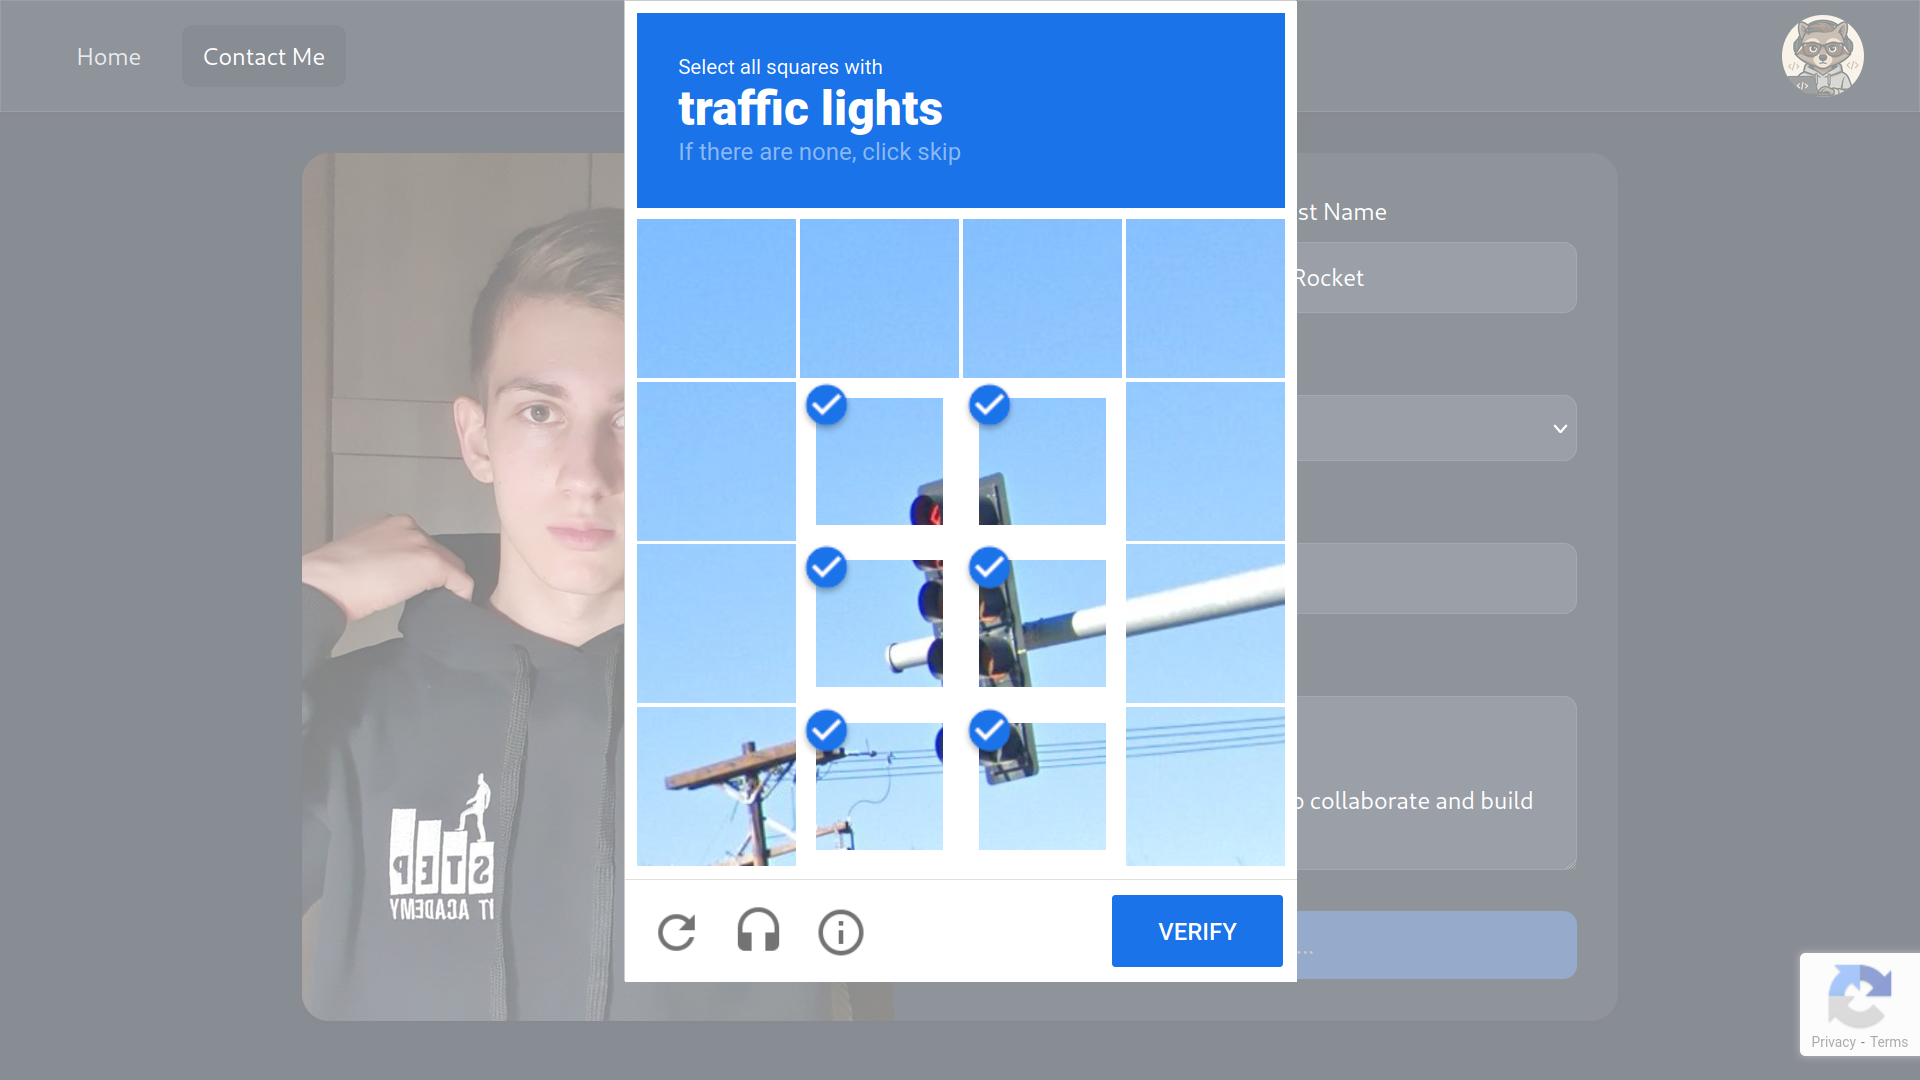 Home
Contact Me
Select all squares with
traffic lights
If there are none, click skip
st Name
Rocket
collaborate and build
...
STEP
IT ACADEMY
VERIFY
Privacy - Terms